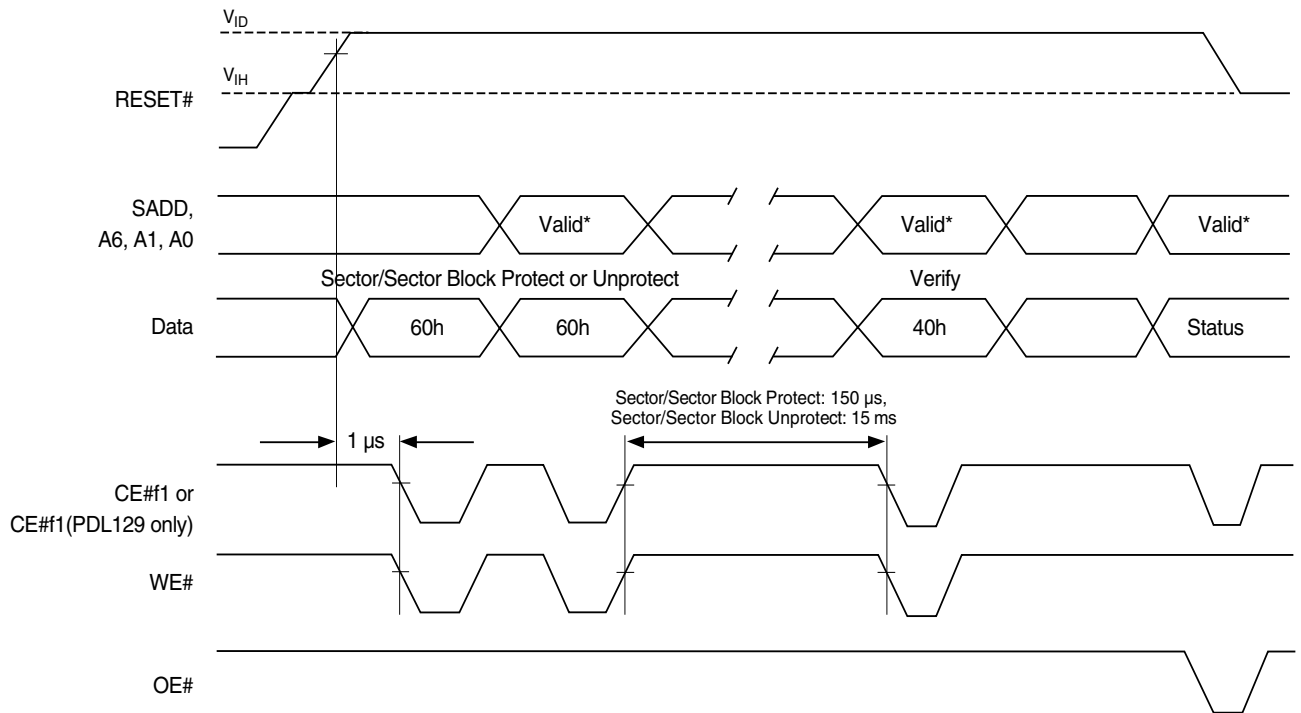 VID
VIH
RESET#
SADD,
A6, A1, A0
Valid*
Valid*
Valid*
Sector/Sector Block Protect or Unprotect
Verify
Data
60h
60h
40h
Status
Sector/Sector Block Protect: 150 µs,
Sector/Sector Block Unprotect: 15 ms
1 µs
CE#f1 or
CE#f1(PDL129 only)
WE#
OE#